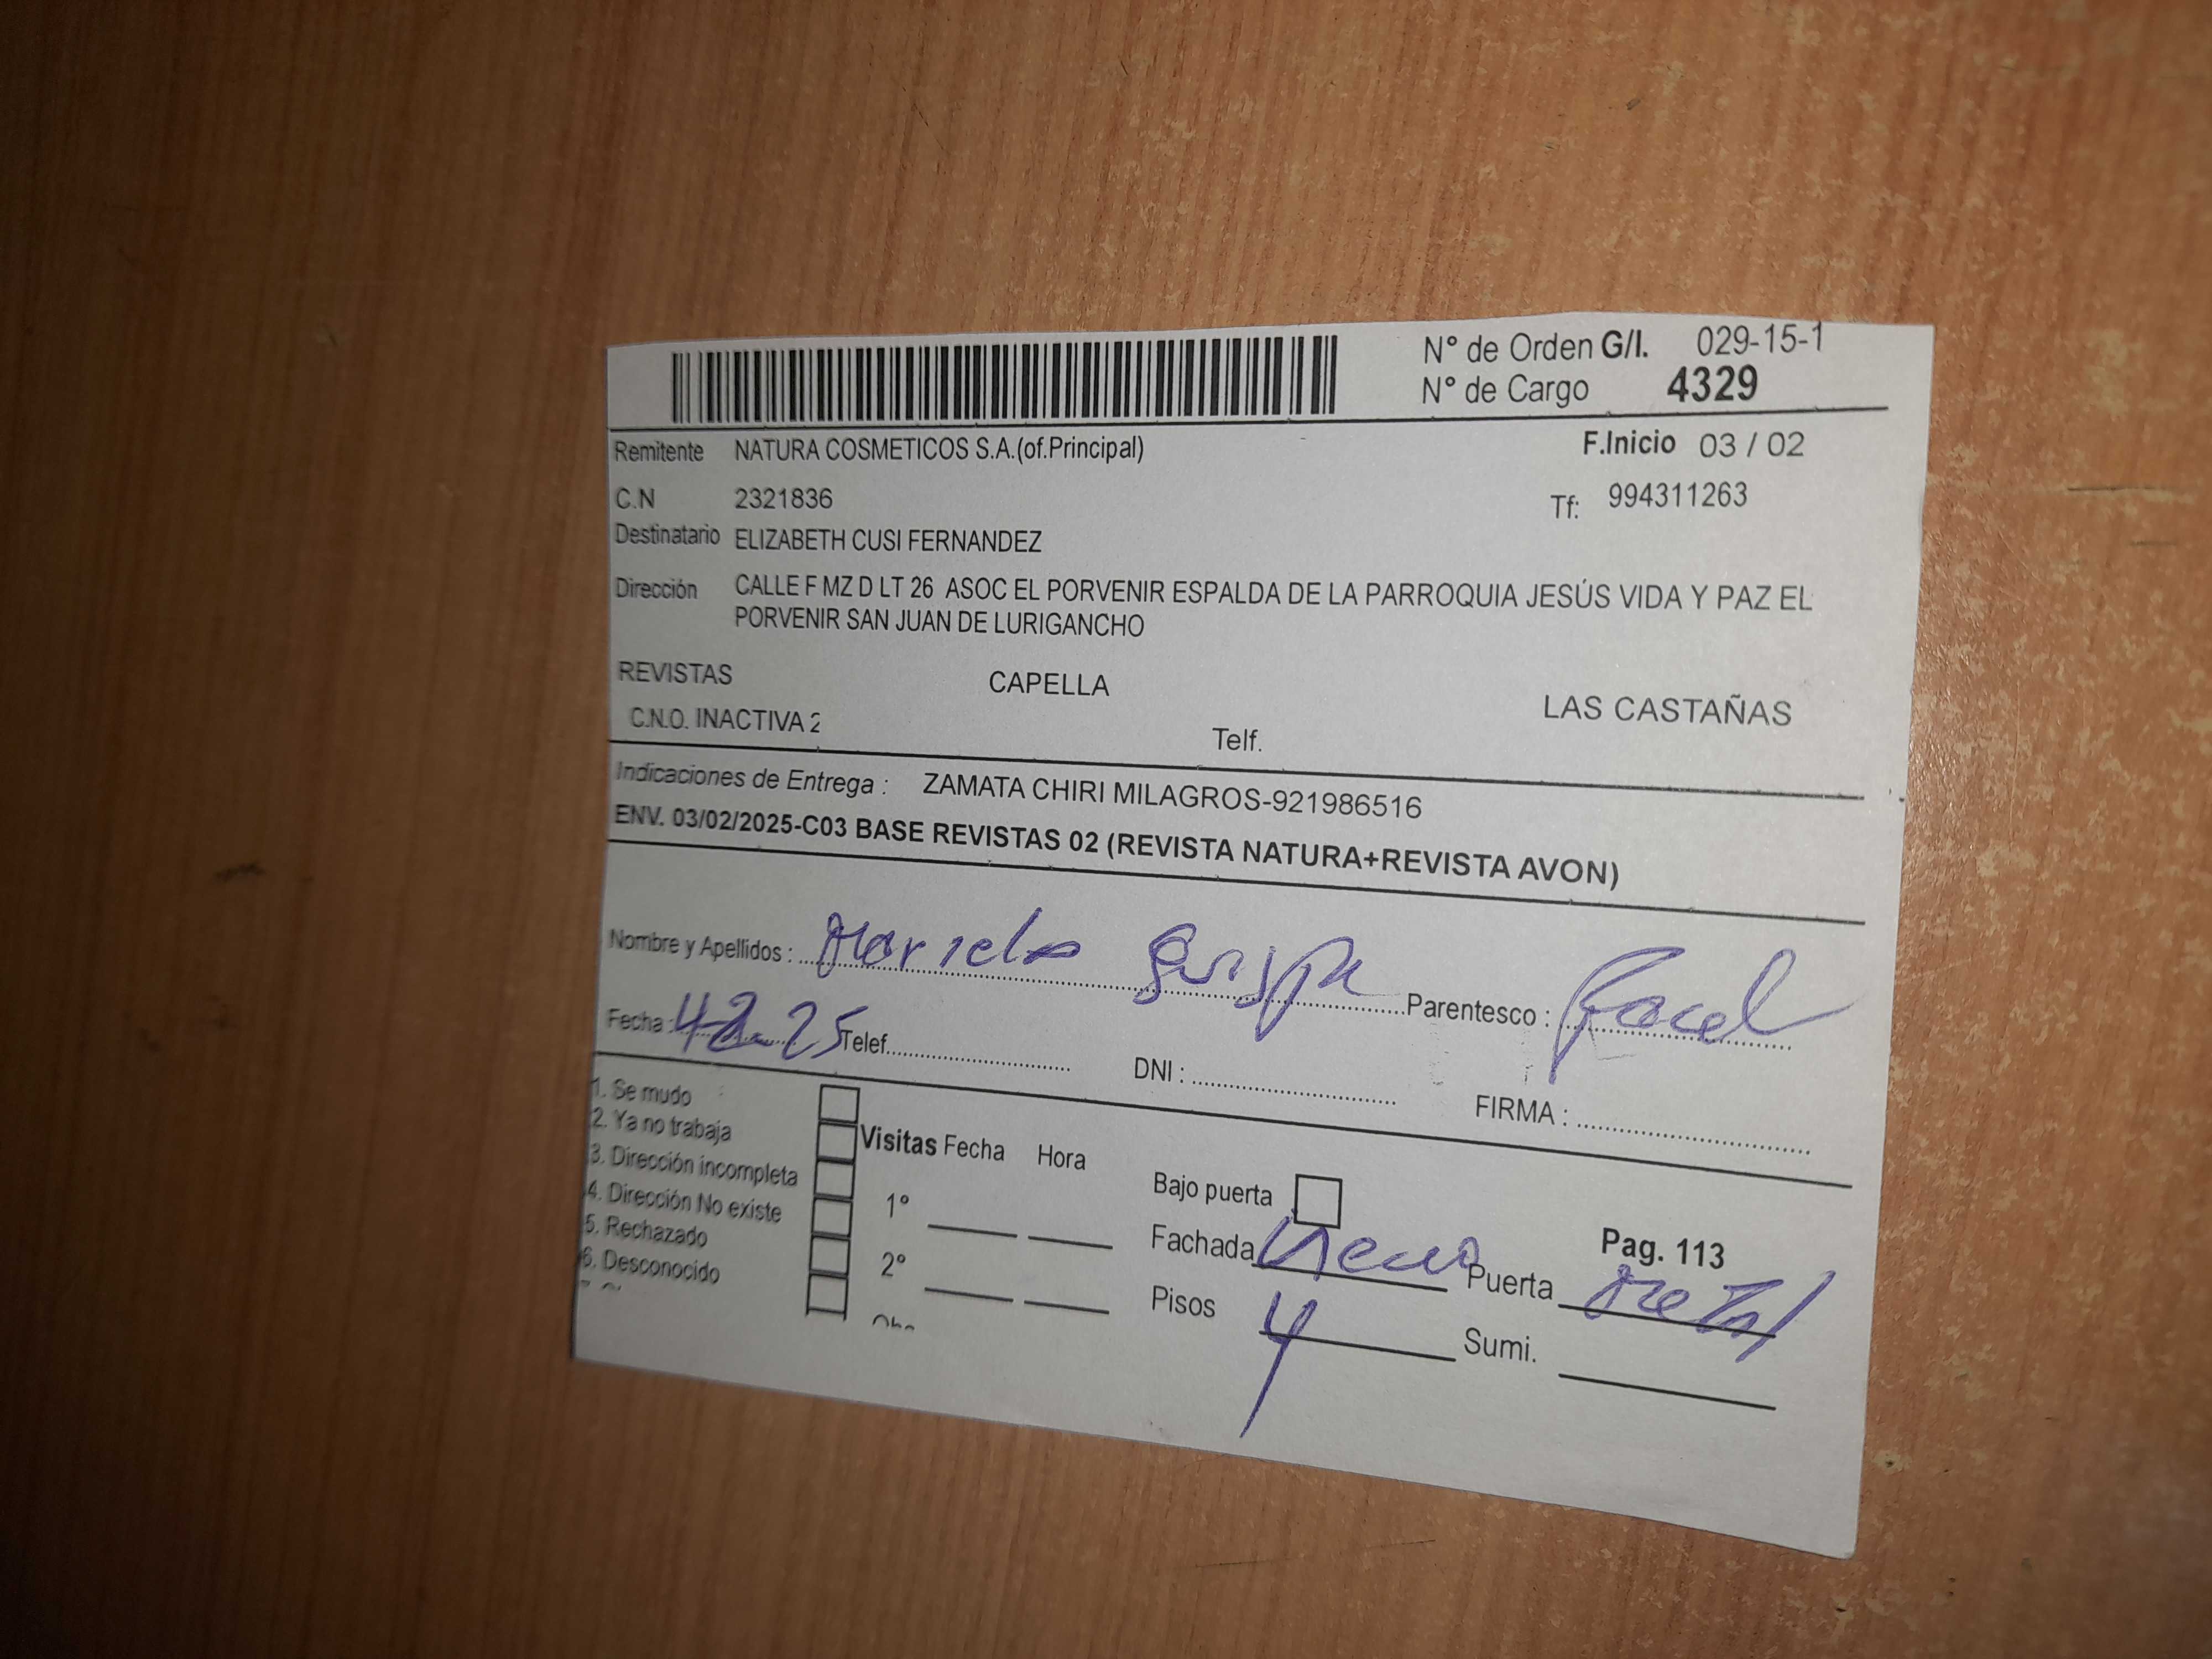 N° de Orden G/I. 029-15-1
N° de Cargo 4329
Remitente NATURA COSMETICOS S.A.(of.Principal) F.Inicio 03 / 02
C.N 2321836 Tf: 994311263
Destinatario ELIZABETH CUSI FERNANDEZ
Dirección CALLE F MZ D LT 26 ASOC EL PORVENIR ESPALDA DE LA PARROQUIA JESÚS VIDA Y PAZ EL
PORVENIR SAN JUAN DE LURIGANCHO
REVISTAS CAPELLA LAS CASTAÑAS
C.N.O. INACTIVA 2 Telf.
Indicaciones de Entrega : ZAMATA CHIRI MILAGROS-921986516
ENV. 03/02/2025-C03 BASE REVISTAS 02 (REVISTA NATURA+REVISTA AVON)
Nombre y Apellidos : Mariela Quispe Parentesco :
Fecha : 4-2-25 Telef. DNI : FIRMA :
1. Se mudo
2. Ya no trabaja
3. Dirección incompleta
4. Dirección No existe
5. Rechazado
6. Desconocido
Visitas Fecha Hora
1°
2°
Bajo puerta
Fachada Puerta Metal
Pisos 4 Sumi.
Pag. 113